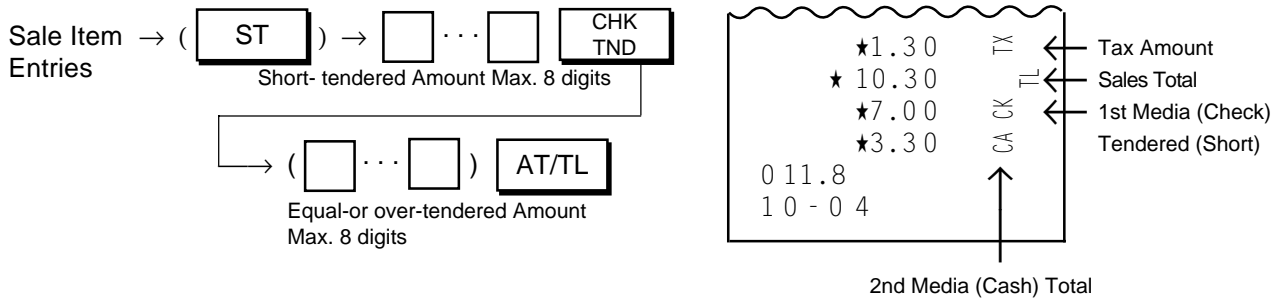 Sale Item → ( ST ) → · · · CHK TND
Entries
Short- tendered Amount Max. 8 digits
→ ( · · · ) AT/TL
Equal-or over-tendered Amount
Max. 8 digits
★1.30 TX ← Tax Amount
★ 10.30 TL ← Sales Total
★7.00 CK ← 1st Media (Check)
★3.30 CA Tendered (Short)
011.8
10-04
2nd Media (Cash) Total